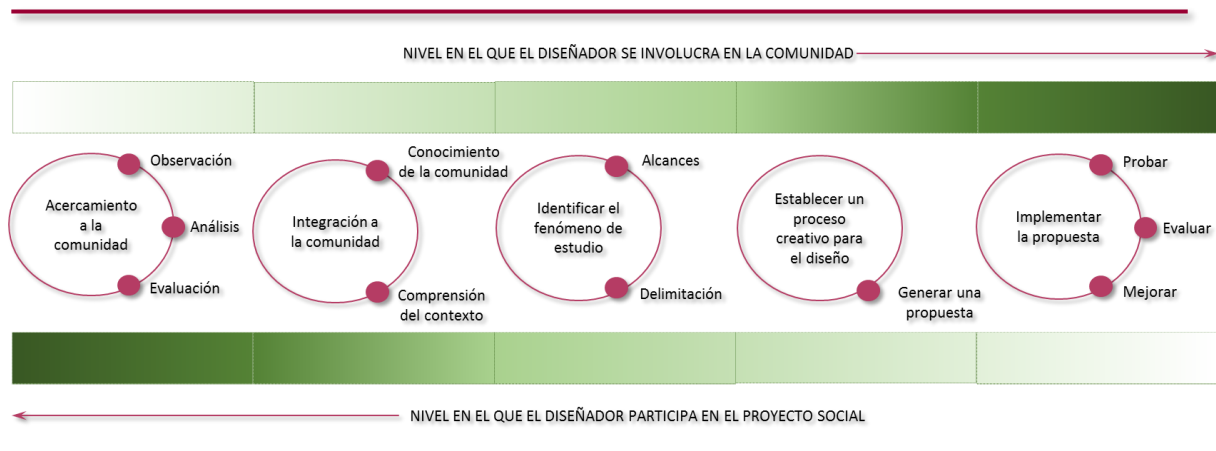 NIVEL EN EL QUE EL DISEÑADOR SE INVOLUCRA EN LA COMUNIDAD
Acercamiento
a la
comunidad
Observación
Análisis
Evaluación
Integración a
la comunidad
Conocimiento
de la comunidad
Comprensión
del contexto
Identificar el
fenómeno de
estudio
Alcances
Delimitación
Establecer un
proceso
creativo para
el diseño
Generar una
propuesta
Implementar
la propuesta
Probar
Evaluar
Mejorar
NIVEL EN EL QUE EL DISEÑADOR PARTICIPA EN EL PROYECTO SOCIAL